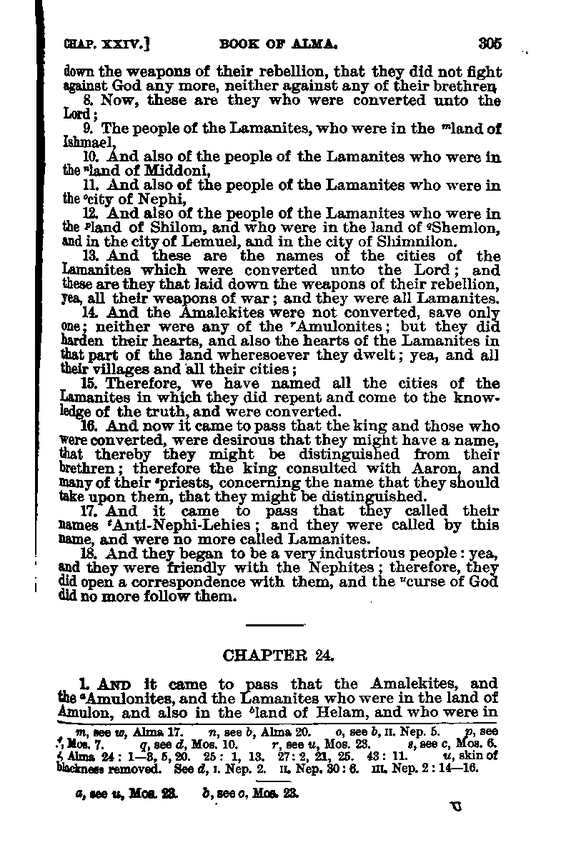 CHAP. XXIV.] BOOK OF ALMA. 305
down the weapons of their rebellion, that they did not fight
against God any more, neither against any of their brethren
8. Now, these are they who were converted unto the
Lord;
9. The people of the Lamanites, who were in the ᵐland of
Ishmael,
10. And also of the people of the Lamanites who were in
the ⁿland of Middoni,
11. And also of the people of the Lamanites who were in
the ᵒcity of Nephi,
12. And also of the people of the Lamanites who were in
the ᵖland of Shilom, and who were in the land of qShemlon,
and in the city of Lemuel, and in the city of Shimnilon.
13. And these are the names of the cities of the
Lamanites which were converted unto the Lord; and
these are they that laid down the weapons of their rebellion,
yea, all their weapons of war; and they were all Lamanites.
14. And the Amalekites were not converted, save only
one; neither were any of the ʳAmulonites; but they did
harden their hearts, and also the hearts of the Lamanites in
that part of the land wheresoever they dwelt; yea, and all
their villages and all their cities;
15. Therefore, we have named all the cities of the
Lamanites in which they did repent and come to the know-
ledge of the truth, and were converted.
16. And now it came to pass that the king and those who
were converted, were desirous that they might have a name,
that thereby they might be distinguished from their
brethren; therefore the king consulted with Aaron, and
many of their ˢpriests, concerning the name that they should
take upon them, that they might be distinguished.
17. And it came to pass that they called their
names ᵗAnti-Nephi-Lehies; and they were called by this
name, and were no more called Lamanites.
18. And they began to be a very industrious people: yea,
and they were friendly with the Nephites; therefore, they
did open a correspondence with them, and the ᵘcurse of God
did no more follow them.
CHAPTER 24.
1. AND it came to pass that the Amalekites, and
the ᵃAmulonites, and the Lamanites who were in the land of
Amulon, and also in the ᵇland of Helam, and who were in
m, see w, Alma 17. n, see b, Alma 20. o, see b, II. Nep. 5. p, see
Mos. 7. q, see d, Mos. 10. r, see u, Mos. 23. s, see c, Mos. 6.
Alma 24: 1—3, 5, 20. 25: 1, 13. 27: 2, 21, 25. 43: 11. u, skin of
blackness removed. See d, I. Nep. 2. II. Nep. 30: 6. III. Nep. 2: 14—16.
a, see u, Mos. 23. b, see o, Mos. 23.
U